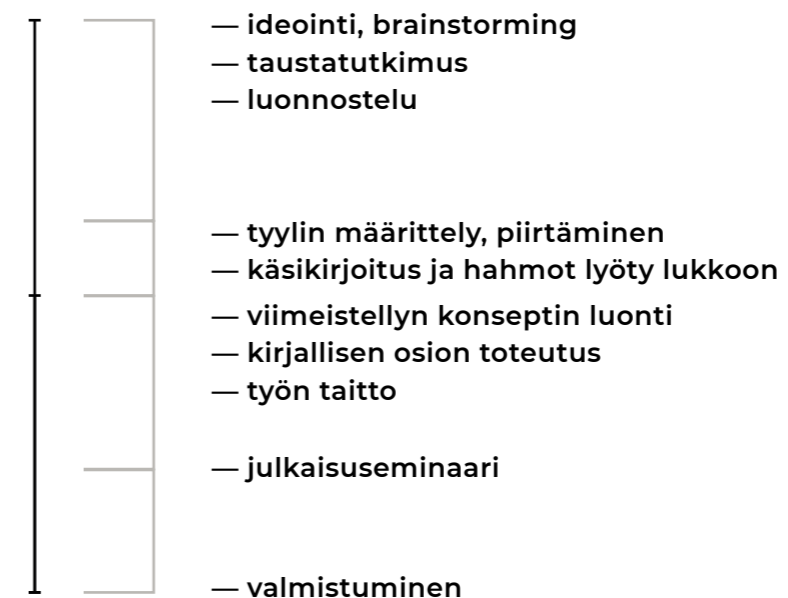 — ideointi, brainstorming
— taustatutkimus
— luonnostelu
— tyylin määrittely, piirtäminen
— käsikirjoitus ja hahmot lyöty lukkoon
— viimeistellyn konseptin luonti
— kirjallisen osion toteutus
— työn taitto
— julkaisuseminaari
— valmistuminen